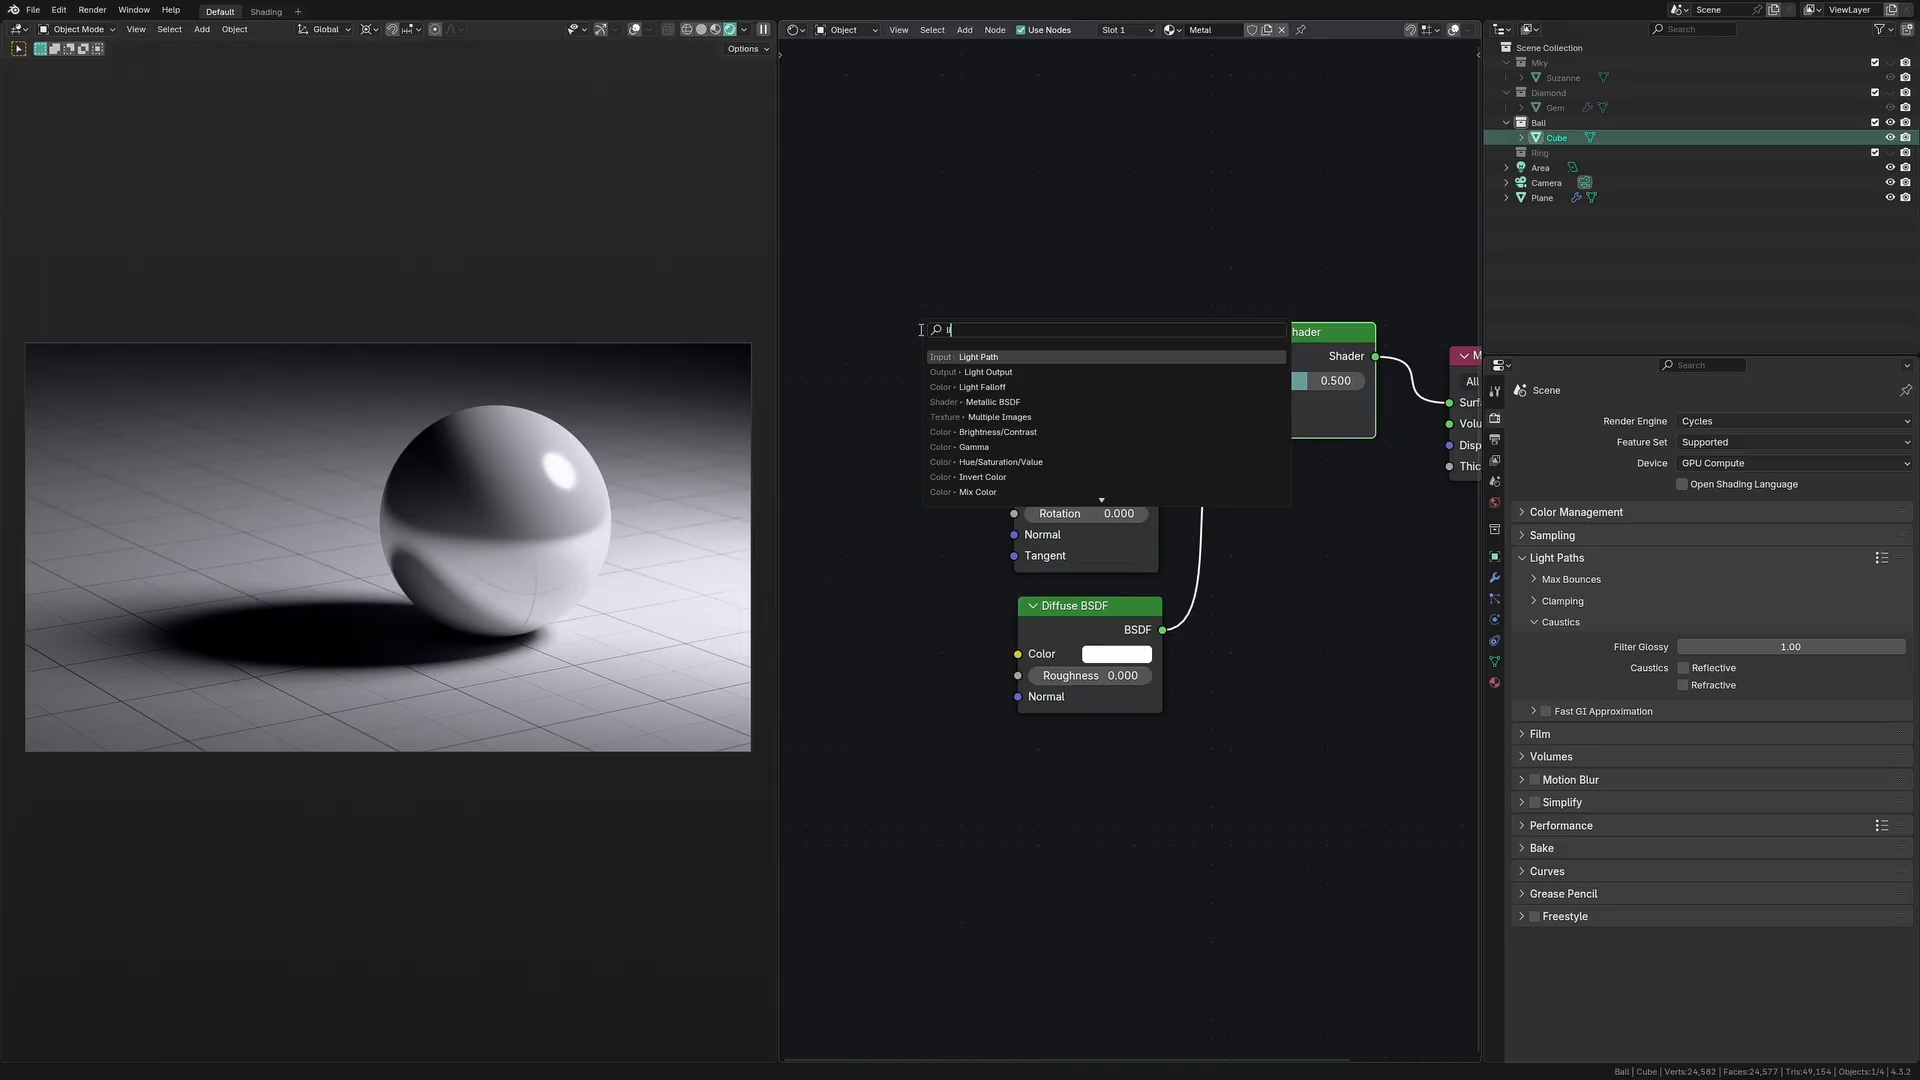 File Edit Render Window Help Default Shading + Scene ViewLayer
Object Mode View Select Add Object Global
Options
Object View Select Add Node Use Nodes Slot 1 Metal
Search
Scene Collection
Mky
Suzanne
Diamond
Gem
Ball
Cube
Ring
Area
Camera
Plane
li
Input Light Path
Output Light Output
Color Light Falloff
Shader Metallic BSDF
Texture Multiple Images
Color Brightness/Contrast
Color Gamma
Color Hue/Saturation/Value
Color Invert Color
Color Mix Color
hader
Shader
0.500
M
All
Surf
Volu
Disp
Thic
Rotation 0.000
Normal
Tangent
Diffuse BSDF
BSDF
Color
Roughness 0.000
Normal
Search
Scene
Render Engine Cycles
Feature Set Supported
Device GPU Compute
Open Shading Language
Color Management
Sampling
Light Paths
Max Bounces
Clamping
Caustics
Filter Glossy 1.00
Caustics Reflective
Refractive
Fast GI Approximation
Film
Volumes
Motion Blur
Simplify
Performance
Bake
Curves
Grease Pencil
Freestyle
Ball | Cube | Verts:24,582 | Faces:24,577 | Tris:49,154 | Objects:1/4 | 4.3.2